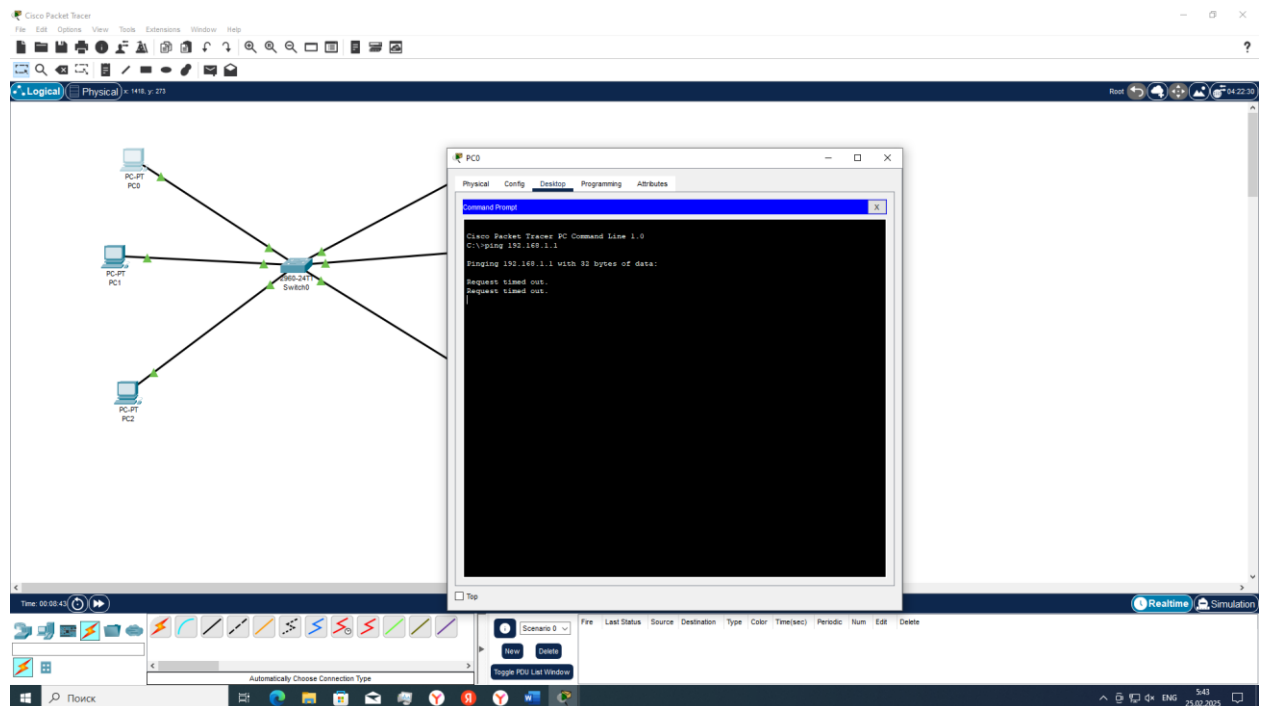 Cisco Packet Tracer
File Edit Options View Tools Extensions Window Help
?
Logical Physical x: 1418, y: 273
Root 04:22:30
PC-PT
PC0
PC-PT
PC1
2960-24TT
Switch0
PC-PT
PC2
PC0
Physical Config Desktop Programming Attributes
Command Prompt X
Cisco Packet Tracer PC Command Line 1.0
C:\>ping 192.168.1.1
Pinging 192.168.1.1 with 32 bytes of data:
Request timed out.
Request timed out.
Top
Time: 00:08:43
Realtime Simulation
Automatically Choose Connection Type
Scenario 0
New Delete
Toggle PDU List Window
Fire Last Status Source Destination Type Color Time(sec) Periodic Num Edit Delete
Поиск
ENG
5:43
25.02.2025